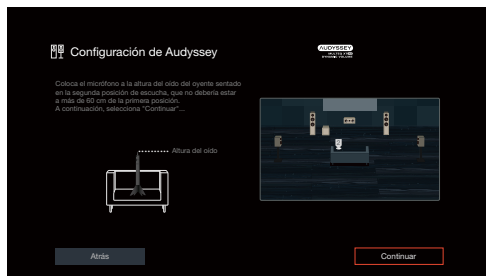 Configuración de Audyssey
AUDYSSEY
DYNAMIC VOLUME
Coloca el micrófono a la altura del oído del oyente sentado
en la segunda posición de escucha, que no debería estar
a más de 60 cm de la primera posición.
A continuación, selecciona "Continuar"...
Altura del oído
Atrás
Continuar